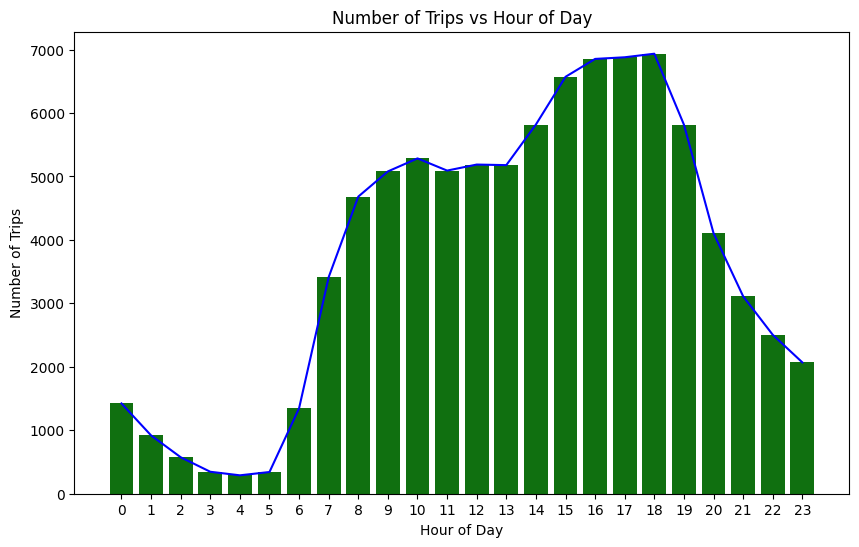 Number of Trips vs Hour of Day
Number of Trips
7000
6000
5000
4000
3000
2000
1000
0
0 1 2 3 4 5 6 7 8 9 10 11 12 13 14 15 16 17 18 19 20 21 22 23
Hour of Day